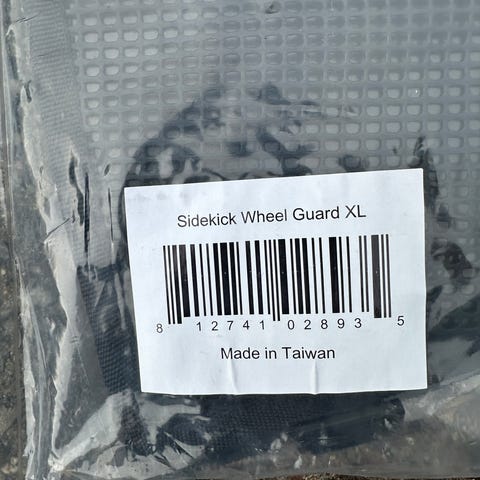 Sidekick Wheel Guard XL
8 12741 02893 5
Made in Taiwan